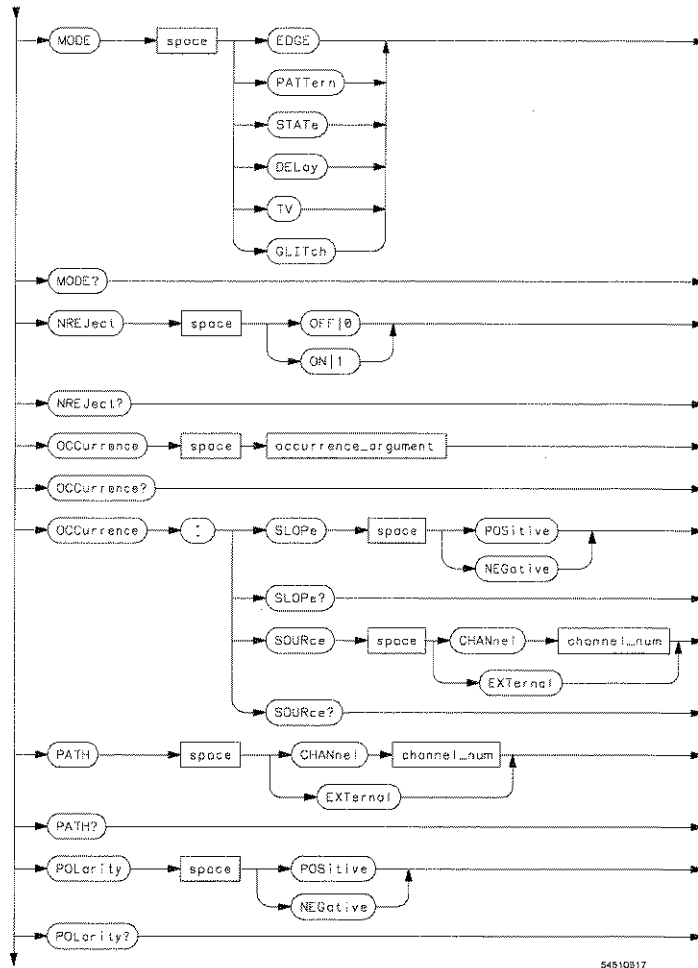 MODE space EDGE
PATTern
STATe
DELay
TV
GLITch
MODE?
NREJect space OFF|0
ON|1
NREJect?
OCCurrence space occurrence_argument
OCCurrence?
OCCurrence : SLOPe space POSitive
NEGative
SLOPe?
SOURce space CHANnel channel_num
EXTernal
SOURce?
PATH space CHANnel channel_num
EXTernal
PATH?
POLarity space POSitive
NEGative
POLarity?
54510B17